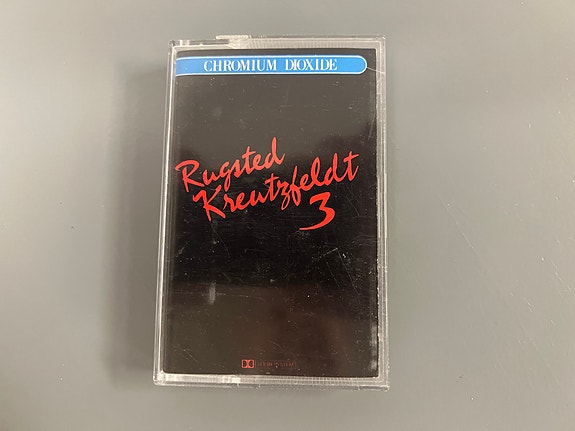 CHROMIUM DIOXIDE
Rugsted
Kreutzfeldt
3